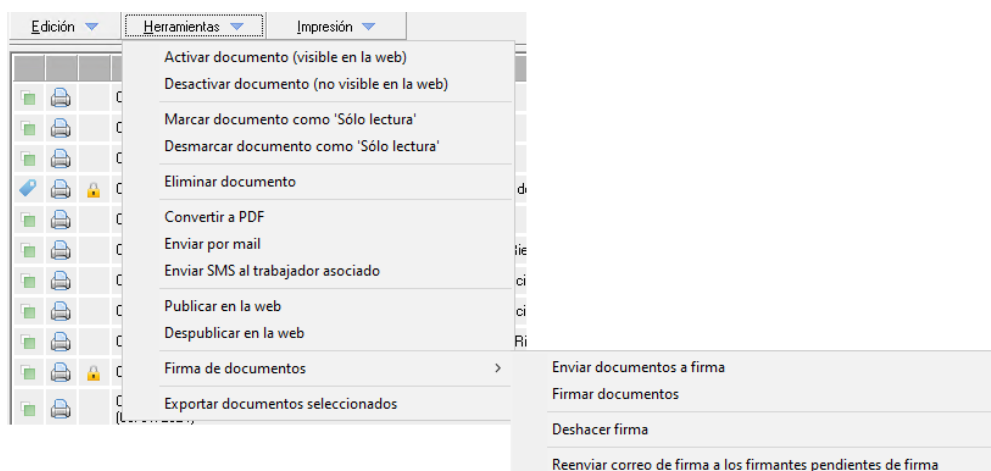 Edición
Herramientas
Impresión
Activar documento (visible en la web)
Desactivar documento (no visible en la web)
Marcar documento como 'Sólo lectura'
Desmarcar documento como 'Sólo lectura'
Eliminar documento
Convertir a PDF
Enviar por mail
Enviar SMS al trabajador asociado
Publicar en la web
Despublicar en la web
Firma de documentos
Exportar documentos seleccionados
Enviar documentos a firma
Firmar documentos
Deshacer firma
Reenviar correo de firma a los firmantes pendientes de firma